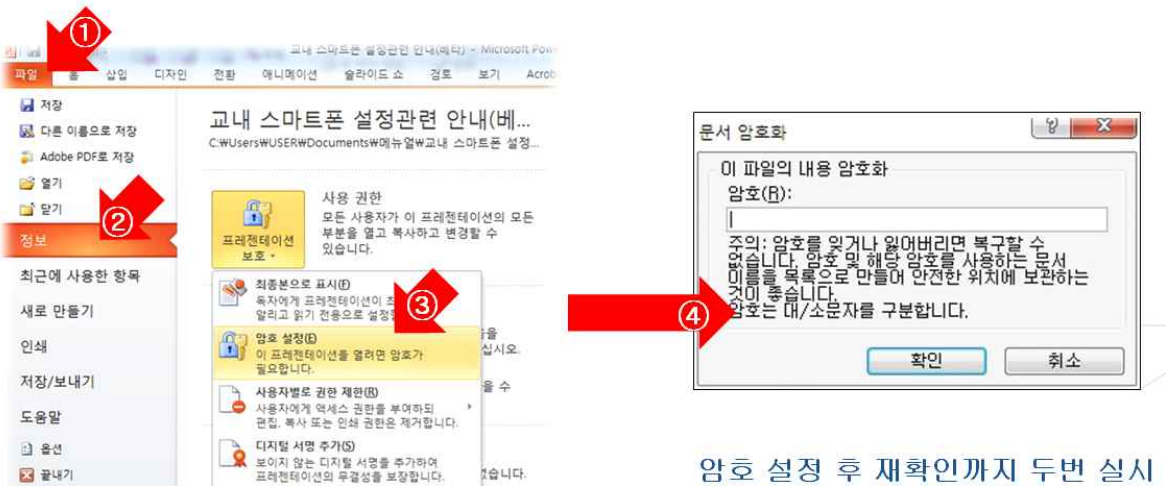 ①
교내 스마트폰 설정관련 안내(베타) - Microsoft Pow
파일 홈 삽입 디자인 전환 애니메이션 슬라이드 쇼 검토 보기 Acrob
저장
다른 이름으로 저장
Adobe PDF로 저장
열기
닫기
②
정보
최근에 사용한 항목
새로 만들기
인쇄
저장/보내기
도움말
옵션
끝내기
교내 스마트폰 설정관련 안내(베...
C:₩Users₩USER₩Documents₩메뉴얼₩교내 스마트폰 설정...
프레젠테이션
보호
사용 권한
모든 사용자가 이 프레젠테이션의 모든
부분을 열고 복사하고 변경할 수
있습니다.
최종본으로 표시(F)
독자에게 프레젠테이션이
알리고 읽기 전용으로
③
암호 설정(E)
이 프레젠테이션을 열려면 암호가
필요합니다.
사용자별로 권한 제한(R)
사용자에게 액세스 권한을 부여하되
편집, 복사 또는 인쇄 권한은 제거합니다.
디지털 서명 추가(S)
보이지 않는 디지털 서명을 추가하여
프레젠테이션의 무결성을 보장합니다.
십시오.
을 수
습니다.
④
문서 암호화
이 파일의 내용 암호화
암호(R):
주의: 암호를 잊거나 잃어버리면 복구할 수
없습니다. 암호 및 해당 암호를 사용하는 문서
이름을 목록으로 만들어 안전한 위치에 보관하는
것이 좋습니다.
암호는 대/소문자를 구분합니다.
확인 취소
암호 설정 후 재확인까지 두번 실시